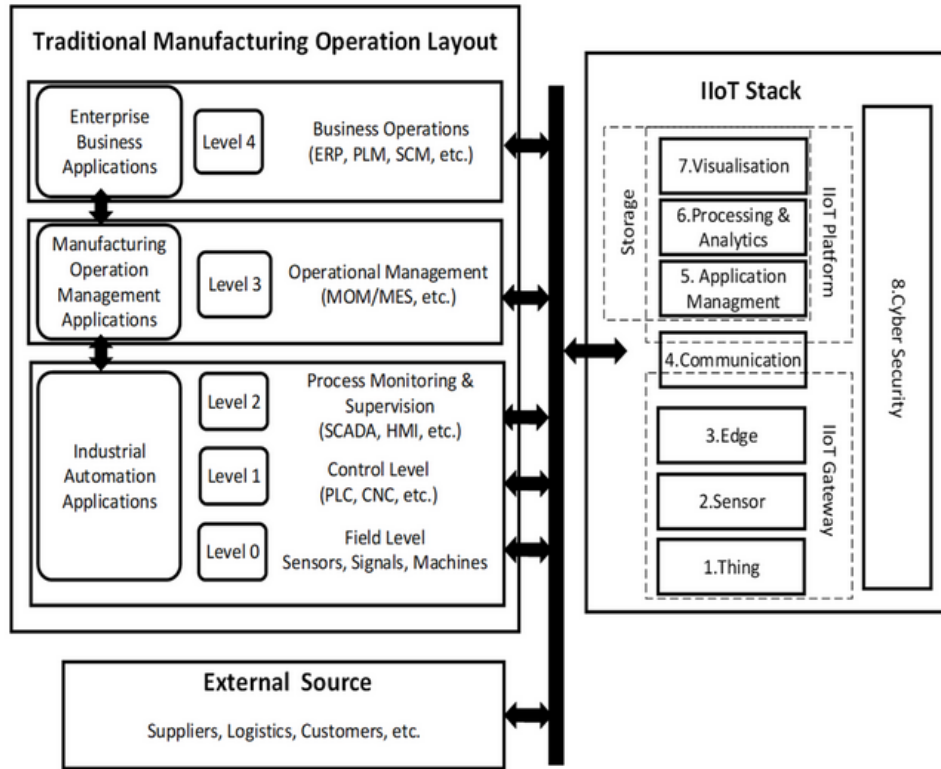 Traditional Manufacturing Operation Layout
Enterprise
Business
Applications
Level 4
Business Operations
(ERP, PLM, SCM, etc.)
Manufacturing
Operation
Management
Applications
Level 3
Operational Management
(MOM/MES, etc.)
Industrial
Automation
Applications
Level 2
Process Monitoring &
Supervision
(SCADA, HMI, etc.)
Level 1
Control Level
(PLC, CNC, etc.)
Level 0
Field Level
Sensors, Signals, Machines
External Source
Suppliers, Logistics, Customers, etc.
IIoT Stack
Storage
7.Visualisation
6.Processing &
Analytics
5. Application
Managment
IIoT Platform
4.Communication
3.Edge
2.Sensor
1.Thing
IIoT Gateway
8.Cyber Security